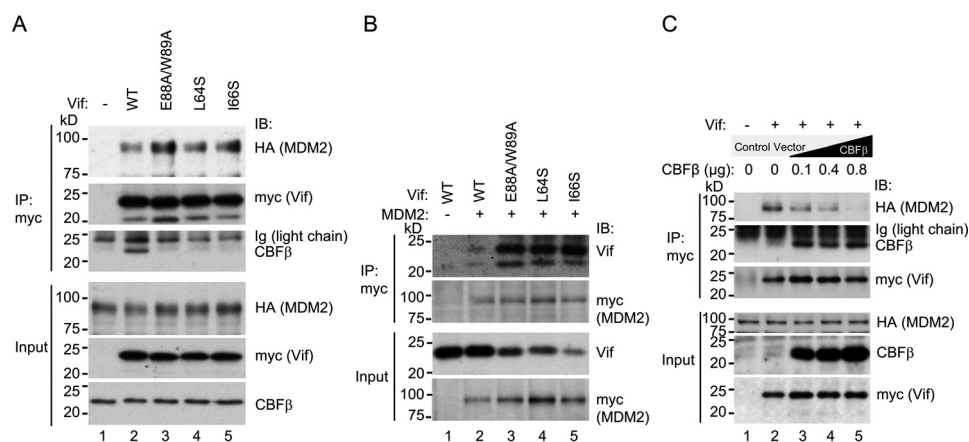 A
Vif: - WT E88A/W89A L64S I66S
kD IB:
IP: myc
100
75
HA (MDM2)
25
20
myc (Vif)
25
20
Ig (light chain)
CBFβ
Input
100
75
HA (MDM2)
25
20
myc (Vif)
25
20
CBFβ
1 2 3 4 5
B
Vif: WT WT E88A/W89A L64S I66S
MDM2: - + + + +
kD IB:
IP: myc
25
20
Vif
100
75
myc
(MDM2)
Input
25
20
Vif
100
75
myc
(MDM2)
1 2 3 4 5
C
Vif: - + + + +
Control Vector CBFβ
CBFβ (μg): 0 0 0.1 0.4 0.8
kD IB:
IP: myc
100
75
HA (MDM2)
Ig (light chain)
25
20
CBFβ
25
20
myc (Vif)
Input
100
75
HA (MDM2)
25
20
CBFβ
25
20
myc (Vif)
1 2 3 4 5